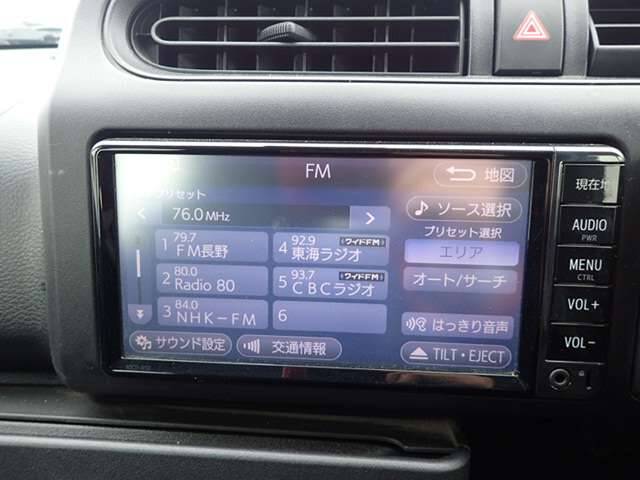 FM
地図
プリセット
76.0 MHz
ソース選択
プリセット選択
1 79.7 FM長野
4 92.9 ワイドFM 東海ラジオ
エリア
2 80.0 Radio 80
5 93.7 ワイドFM CBCラジオ
オート/サーチ
3 84.0 NHK-FM
6
はっきり音声
サウンド設定
交通情報
TILT・EJECT
現在地
AUDIO
PWR
MENU
CTRL
VOL+
VOL-